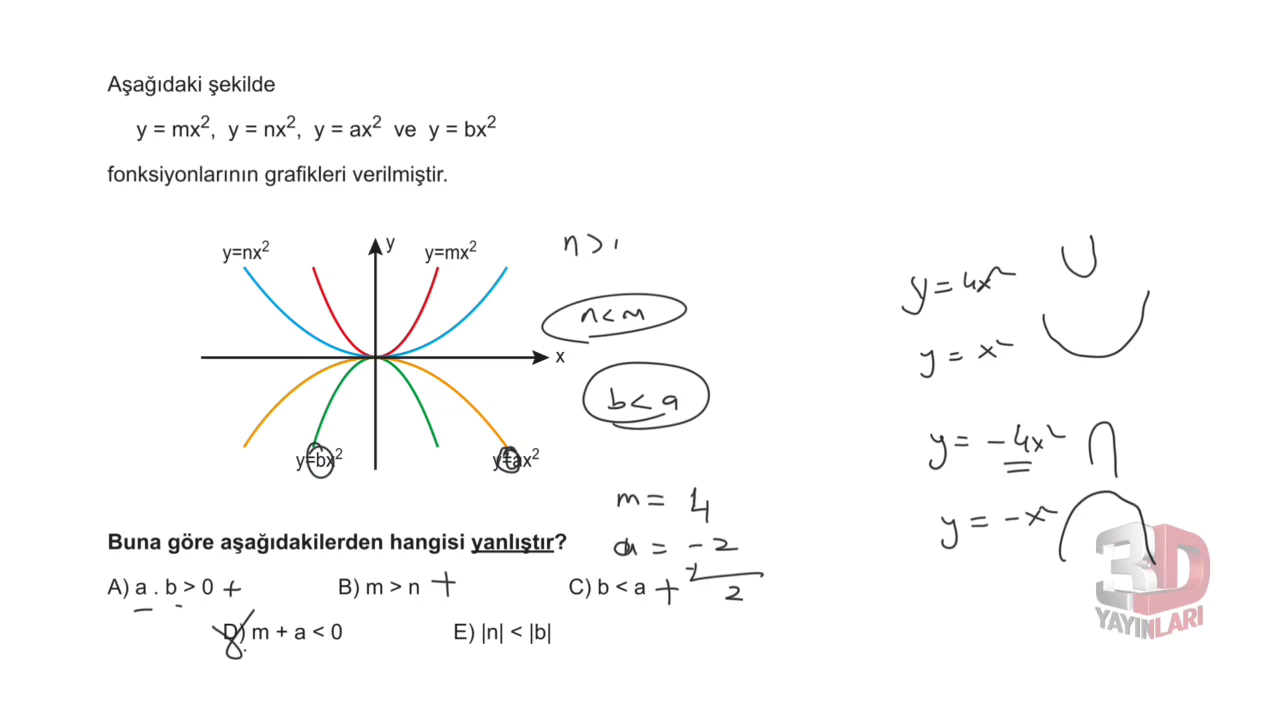 Aşağıdaki şekilde
y = mx², y = nx², y = ax² ve y = bx²
fonksiyonlarının grafikleri verilmiştir.
y=nx²
y
y=mx²
x
y=bx²
y=ax²
n >
n < m
b < a
y = 4x²
y = x²
y = -4x²
y = -x²
m = 4
a = -2
+
2
Buna göre aşağıdakilerden hangisi yanlıştır?
A) a . b > 0 +
B) m > n +
C) b < a +
D) m + a < 0
E) |n| < |b|
3D
YAYINLARI